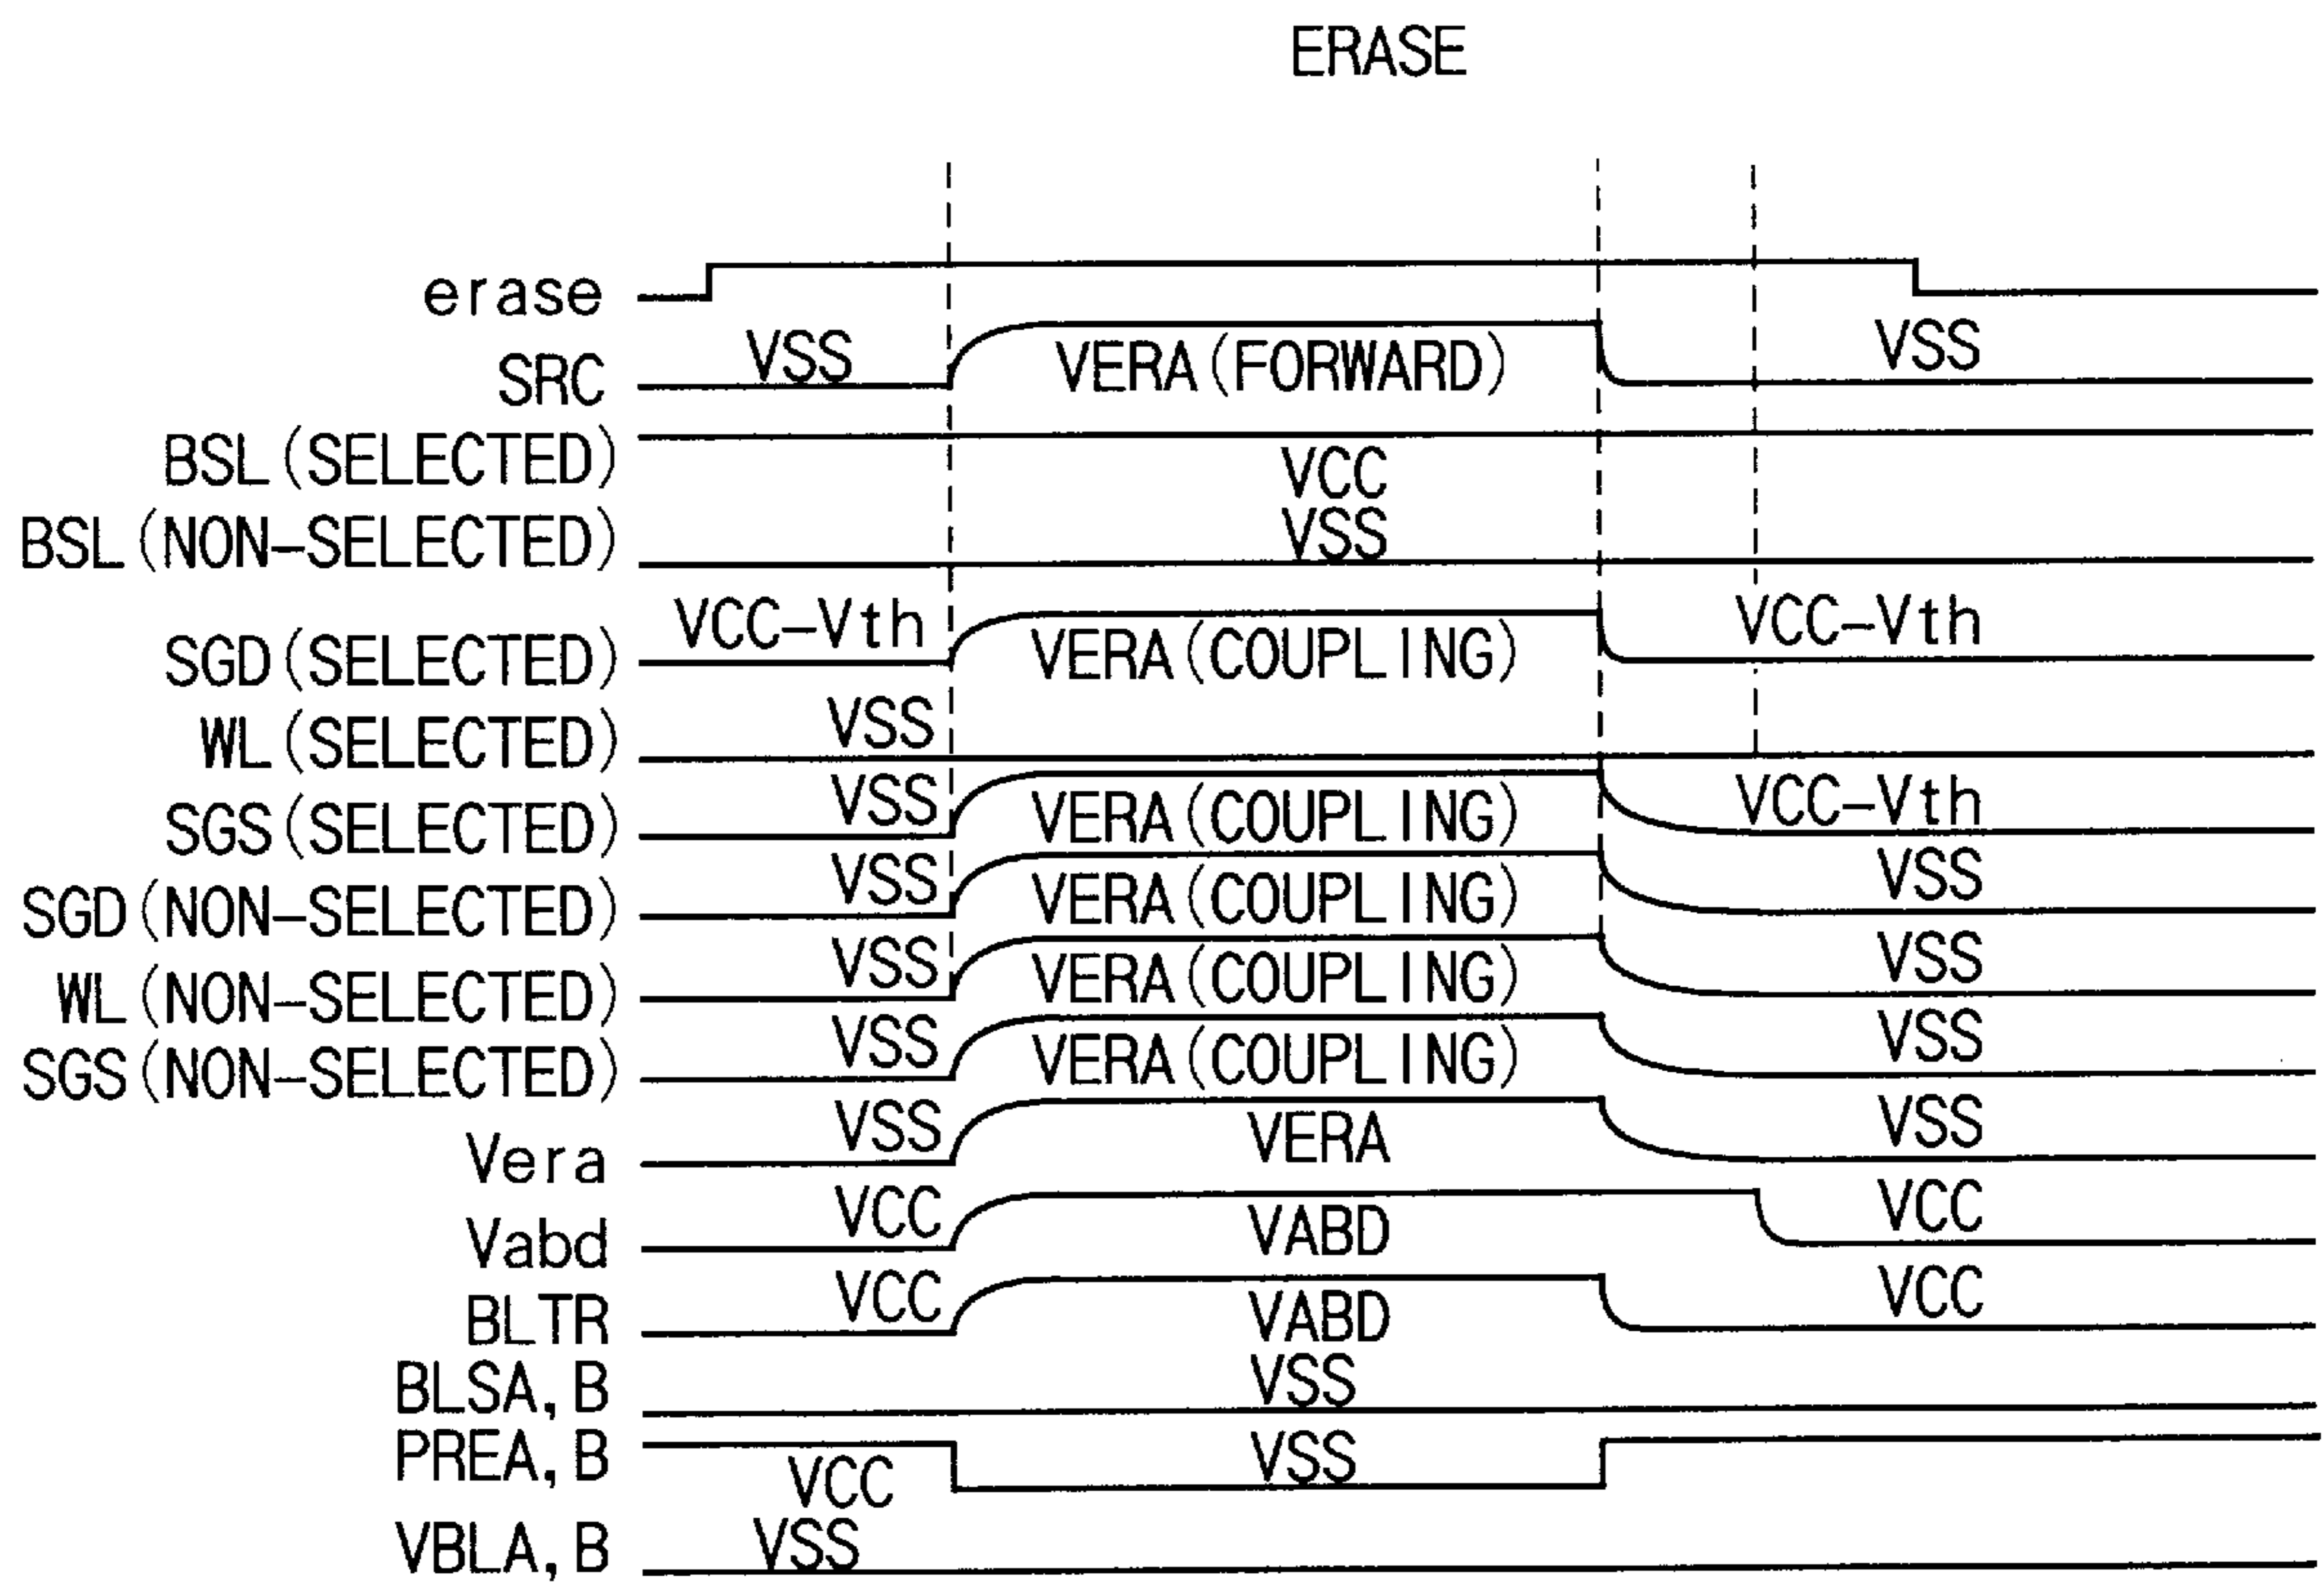 ERASE
erase
SRC VSS VERA(FORWARD) VSS
BSL(SELECTED) VCC
BSL(NON-SELECTED) VSS
SGD(SELECTED) VCC-Vth VERA(COUPLING) VCC-Vth
WL(SELECTED) VSS
SGS(SELECTED) VSS VERA(COUPLING) VCC-Vth
SGD(NON-SELECTED) VSS VERA(COUPLING) VSS
WL(NON-SELECTED) VSS VERA(COUPLING) VSS
SGS(NON-SELECTED) VSS VERA(COUPLING) VSS
Vera VSS VERA VSS
Vabd VCC VABD VCC
BLTR VCC VABD VCC
BLSA,B VSS
PREA,B VCC VSS
VBLA,B VSS